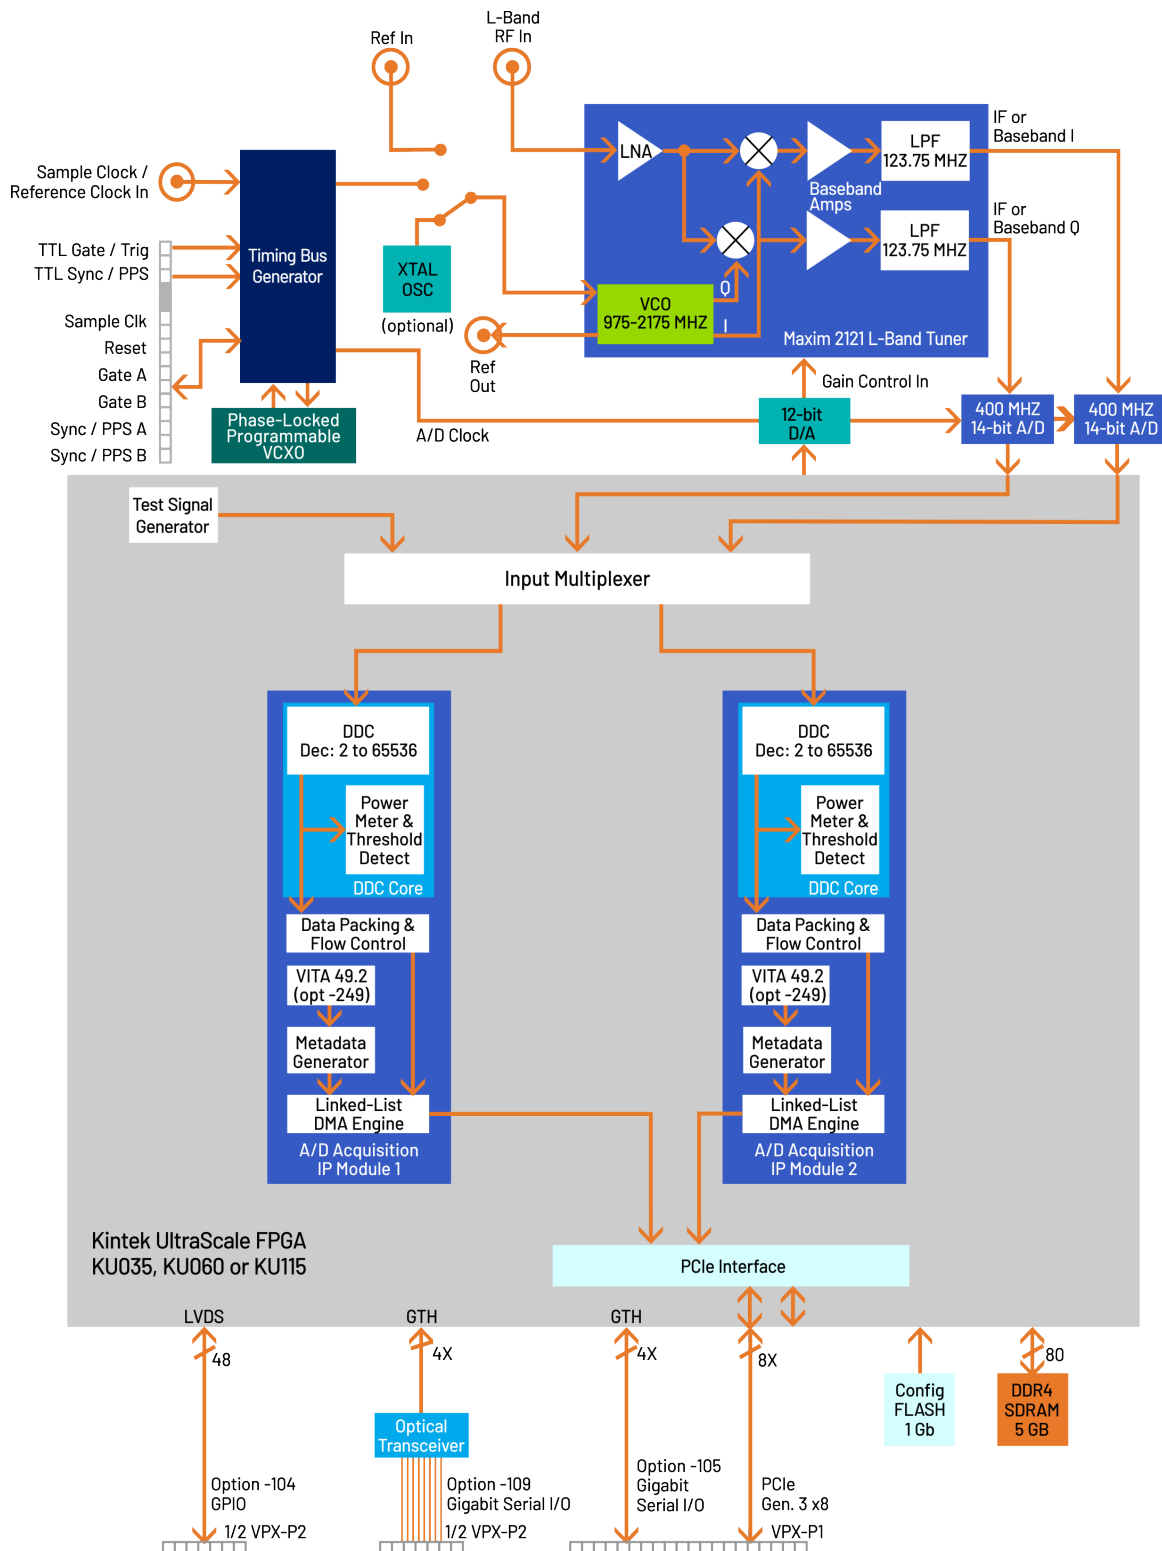 Ref In
L-Band
RF In
Sample Clock /
Reference Clock In
TTL Gate / Trig
TTL Sync / PPS
Sample Clk
Reset
Gate A
Gate B
Sync / PPS A
Sync / PPS B
Timing Bus
Generator
Phase-Locked
Programmable
VCXO
XTAL
OSC
(optional)
Ref
Out
A/D Clock
LNA
Baseband
Amps
LPF
123.75 MHZ
LPF
123.75 MHZ
VCO
975-2175 MHZ
Q
I
Maxim 2121 L-Band Tuner
IF or
Baseband I
IF or
Baseband Q
Gain Control In
12-bit
D/A
400 MHZ
14-bit A/D
400 MHZ
14-bit A/D
Test Signal
Generator
Input Multiplexer
DDC
Dec: 2 to 65536
Power
Meter &
Threshold
Detect
DDC Core
Data Packing &
Flow Control
VITA 49.2
(opt -249)
Metadata
Generator
Linked-List
DMA Engine
A/D Acquisition
IP Module 1
DDC
Dec: 2 to 65536
Power
Meter &
Threshold
Detect
DDC Core
Data Packing &
Flow Control
VITA 49.2
(opt -249)
Metadata
Generator
Linked-List
DMA Engine
A/D Acquisition
IP Module 2
Kintek UltraScale FPGA
KU035, KU060 or KU115
PCIe Interface
LVDS
GTH
GTH
48
4X
4X
8X
80
Config
FLASH
1 Gb
DDR4
SDRAM
5 GB
Optical
Transceiver
Option -104
GPIO
1/2 VPX-P2
Option -109
Gigabit Serial I/O
1/2 VPX-P2
Option -105
Gigabit
Serial I/O
PCIe
Gen. 3 x8
VPX-P1